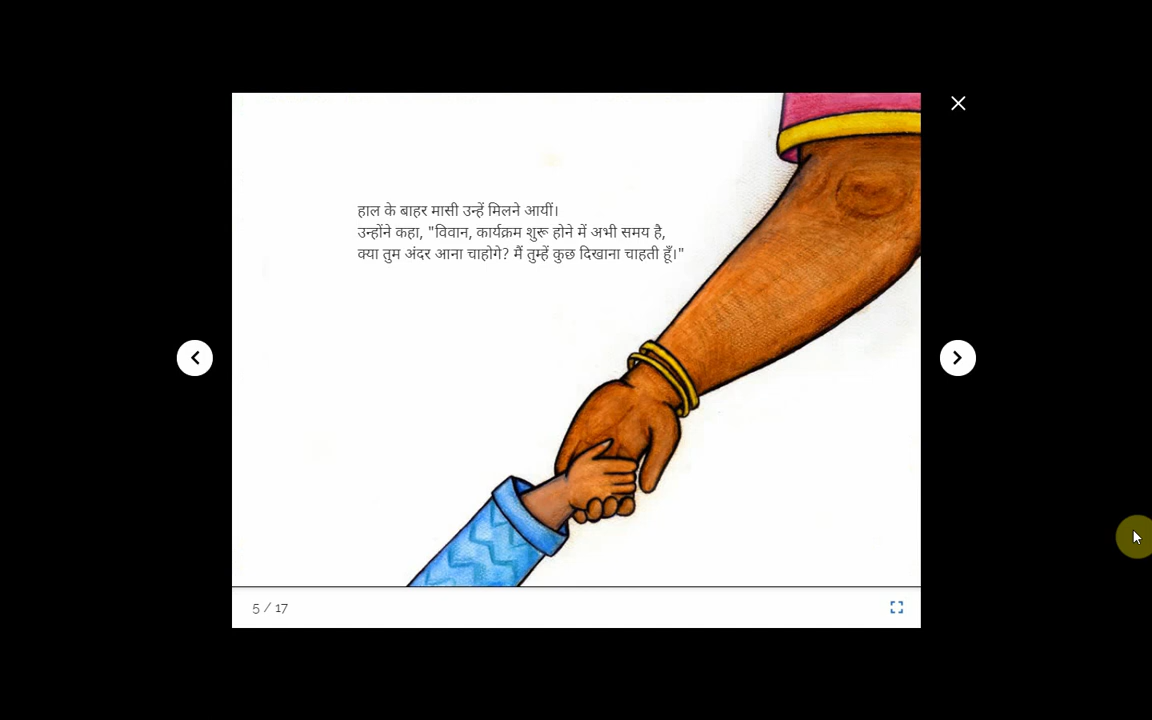 हाल के बाहर मासी उन्हें मिलने आयीं।
उन्होंने कहा, "विवान, कार्यक्रम शुरू होने में अभी समय है,
क्या तुम अंदर आना चाहोगे? मैं तुम्हें कुछ दिखाना चाहती हूँ।"
5 / 17